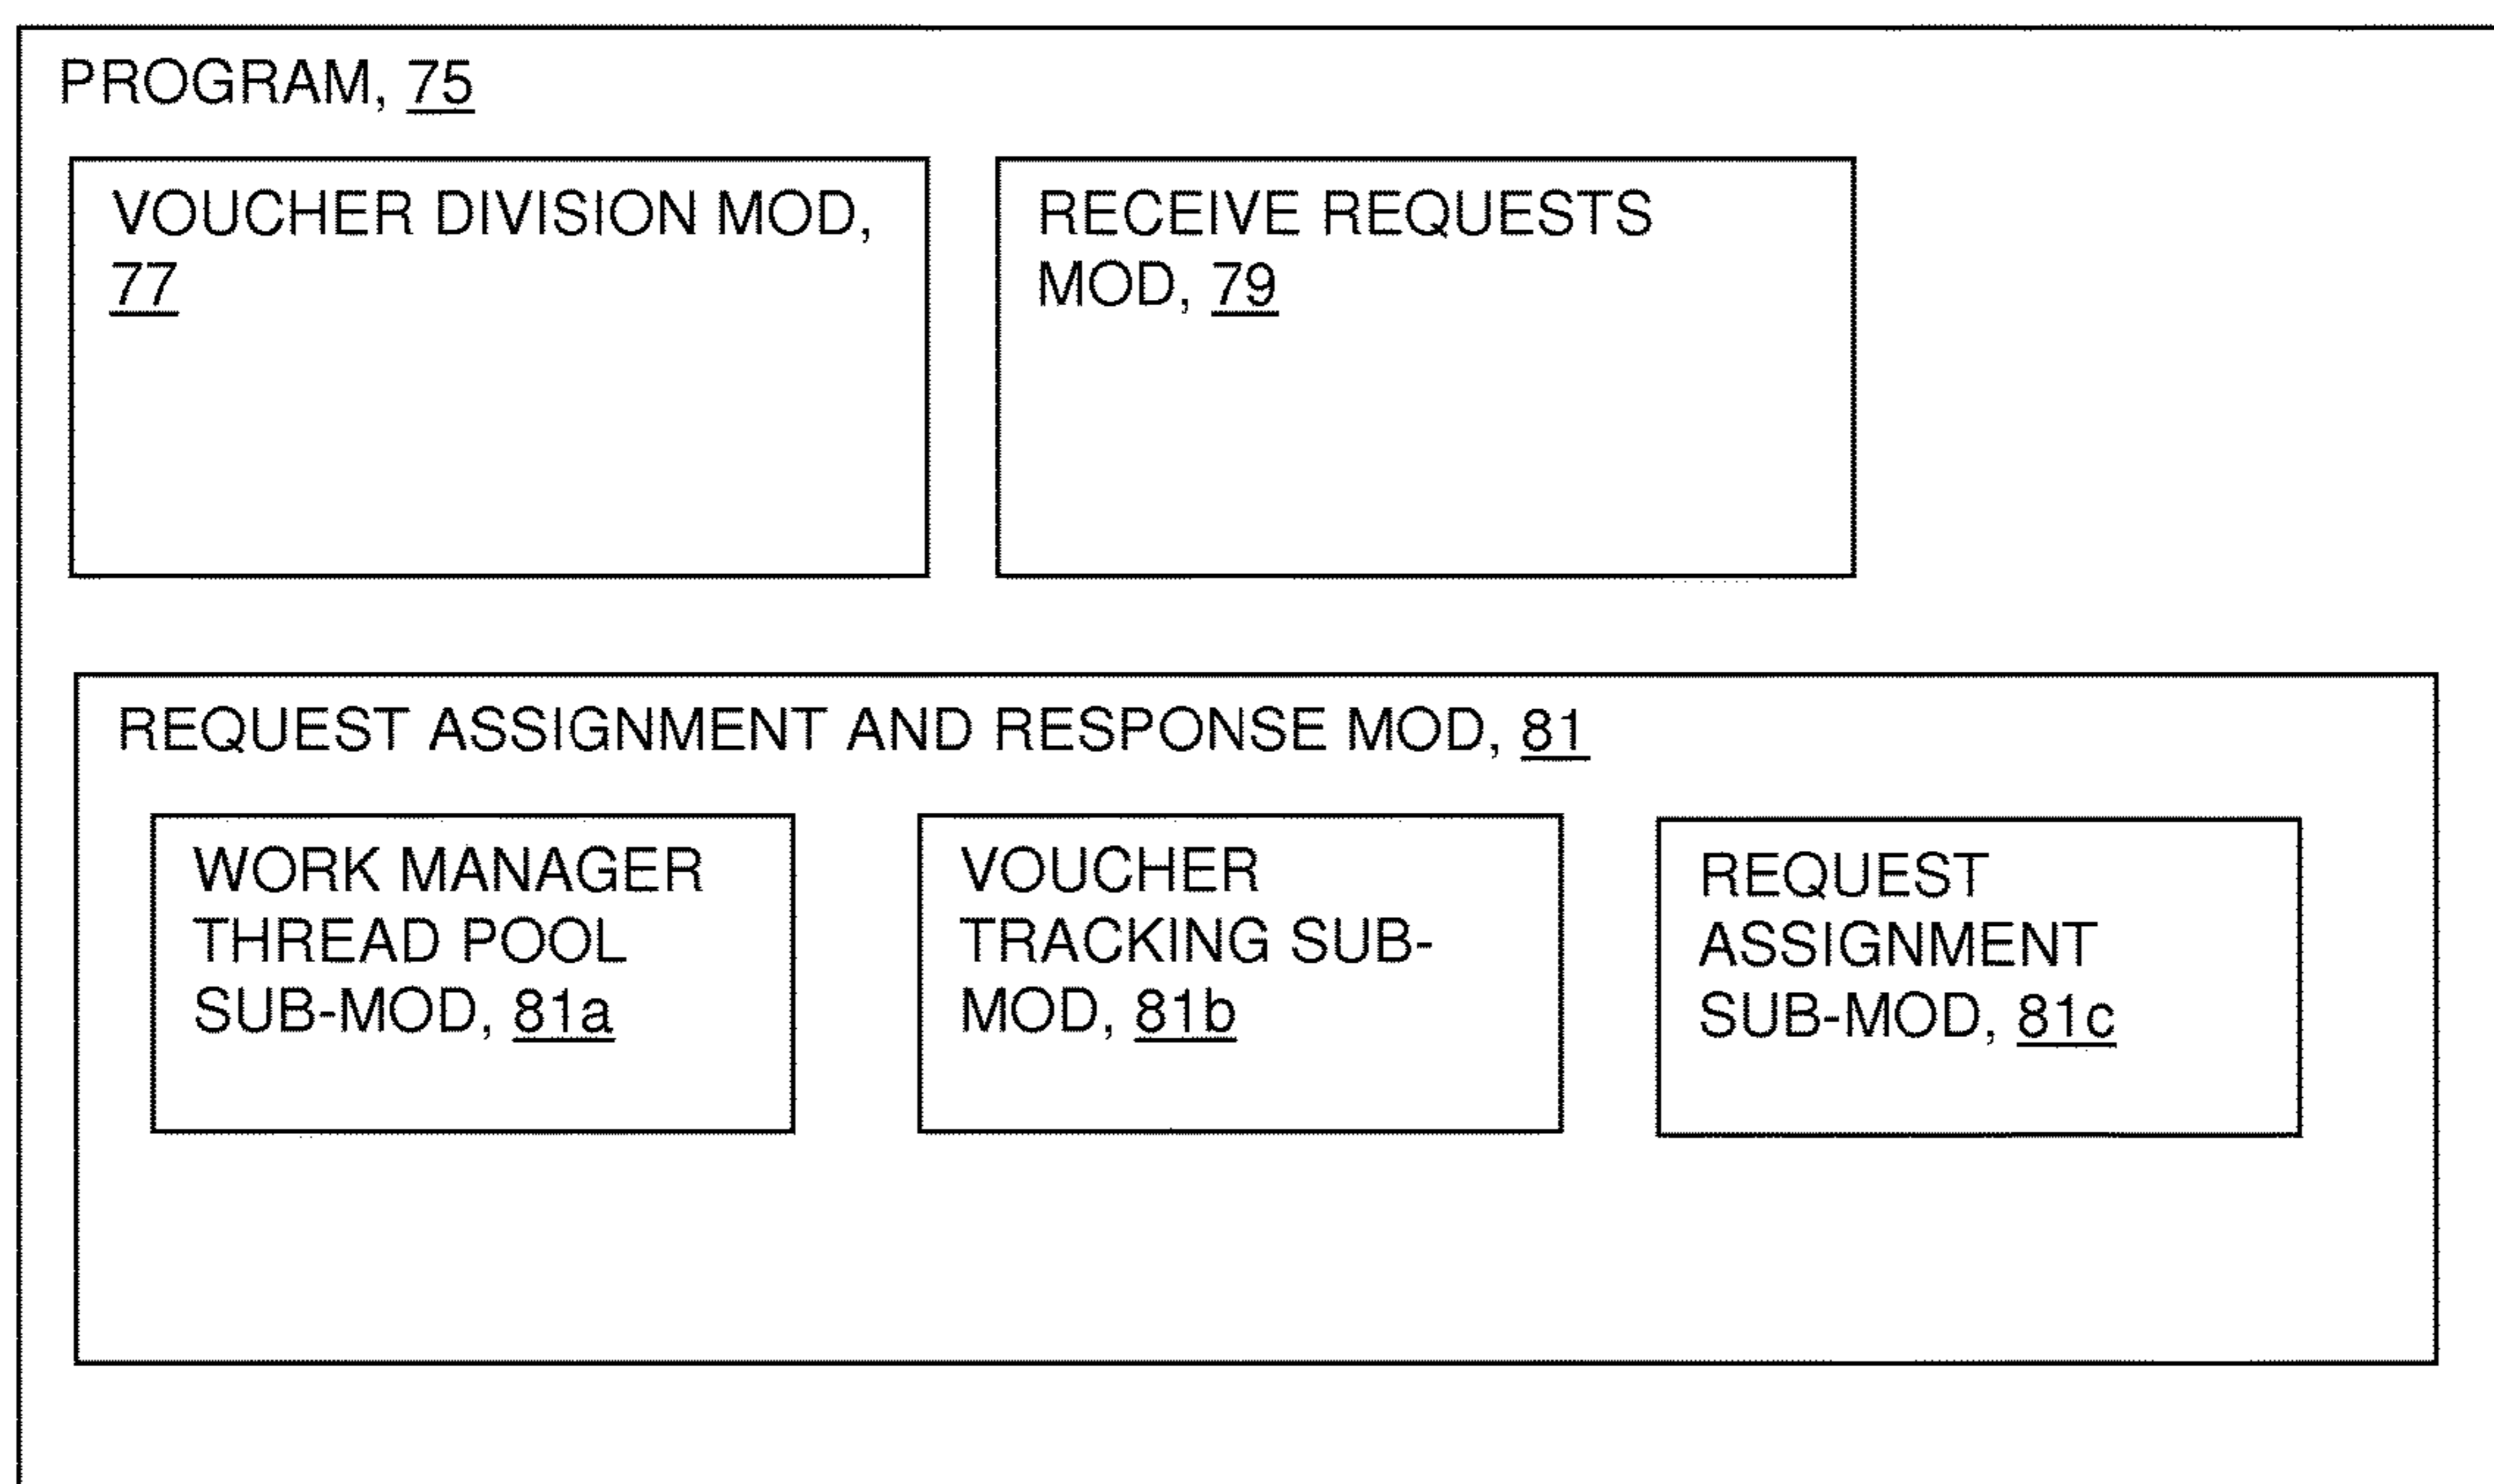 PROGRAM, 75
VOUCHER DIVISION MOD,
77
RECEIVE REQUESTS
MOD, 79
REQUEST ASSIGNMENT AND RESPONSE MOD, 81
WORK MANAGER
THREAD POOL
SUB-MOD, 81a
VOUCHER
TRACKING SUB-
MOD, 81b
REQUEST
ASSIGNMENT
SUB-MOD, 81c